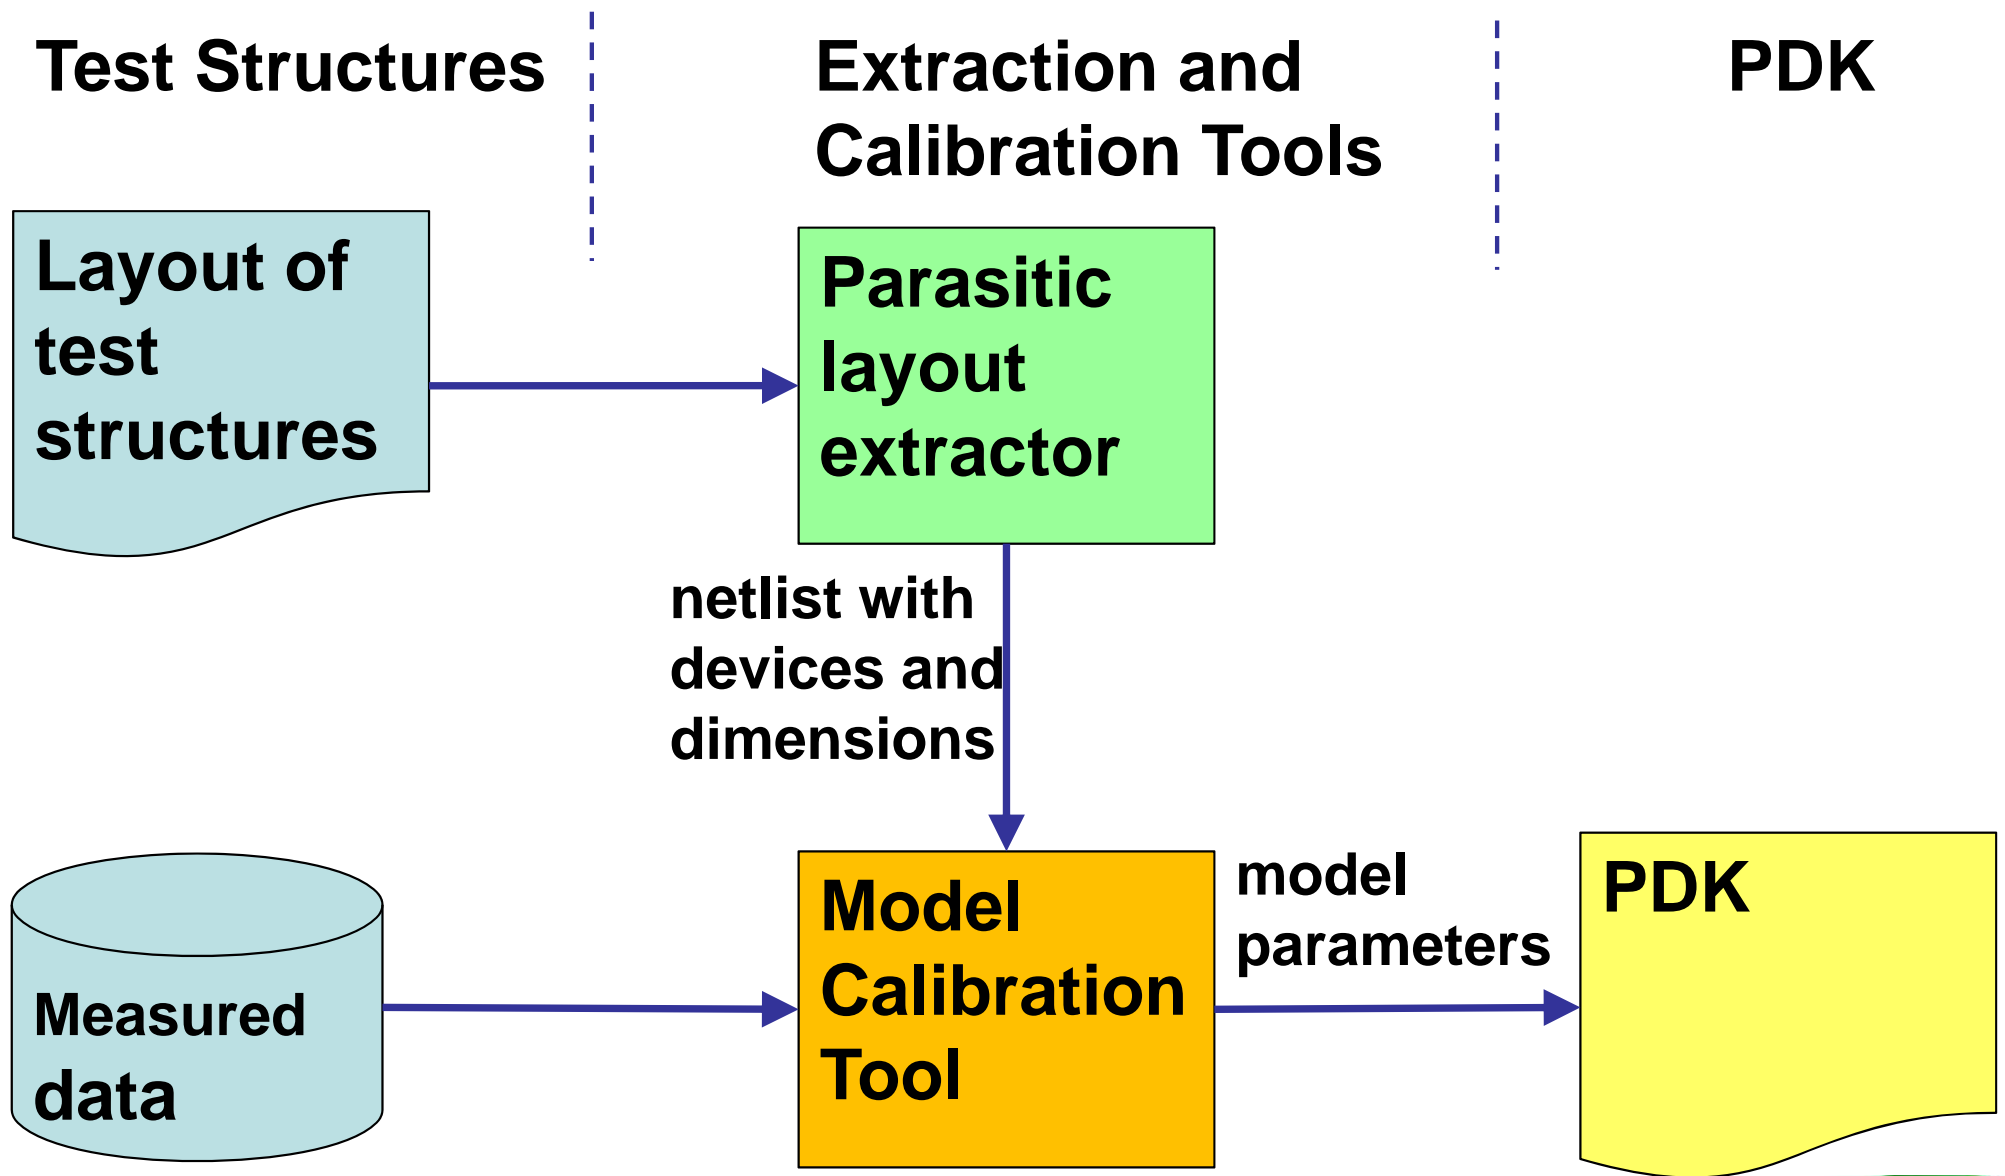 Test Structures
Extraction and
Calibration Tools
PDK
Layout of
test
structures
Parasitic
layout
extractor
netlist with
devices and
dimensions
Measured
data
Model
Calibration
Tool
model
parameters
PDK